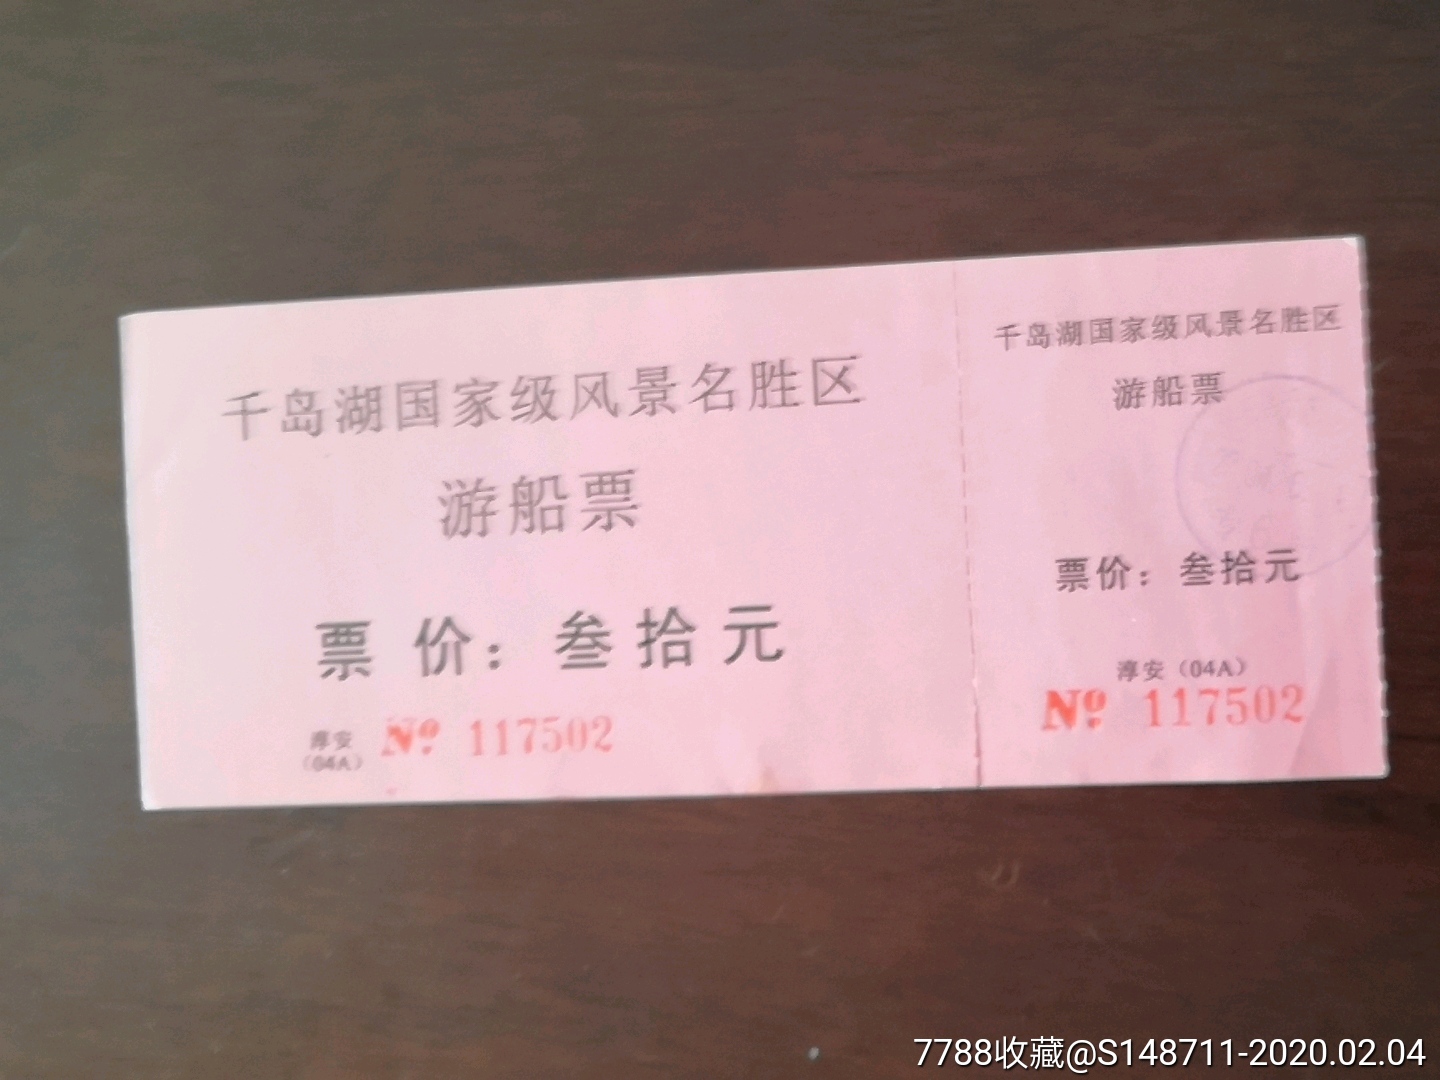 千岛湖国家级风景名胜区
游船票
票价：叁拾元
淳安
（04A）
№ 117502
千岛湖国家级风景名胜区
游船票
票价：叁拾元
淳安（04A）
№ 117502
7788收藏@S148711-2020.02.04